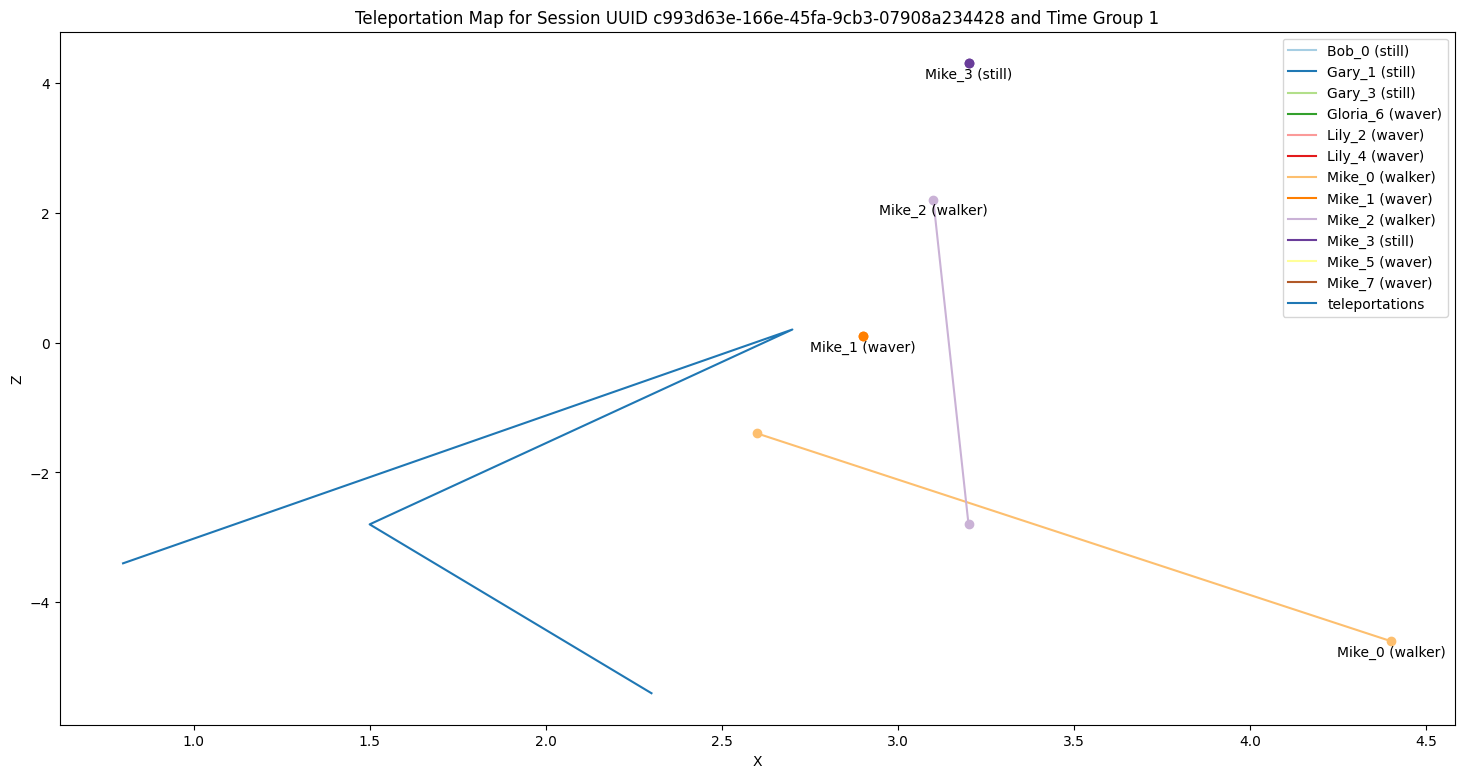 Teleportation Map for Session UUID c993d63e-166e-45fa-9cb3-07908a234428 and Time Group 1
Bob_0 (still)
Gary_1 (still)
Gary_3 (still)
Gloria_6 (waver)
Lily_2 (waver)
Lily_4 (waver)
Mike_0 (walker)
Mike_1 (waver)
Mike_2 (walker)
Mike_3 (still)
Mike_5 (waver)
Mike_7 (waver)
teleportations
Mike_3 (still)
Mike_2 (walker)
Mike_1 (waver)
Mike_0 (walker)
4
2
0
−2
−4
Z
1.0
1.5
2.0
2.5
3.0
3.5
4.0
4.5
X